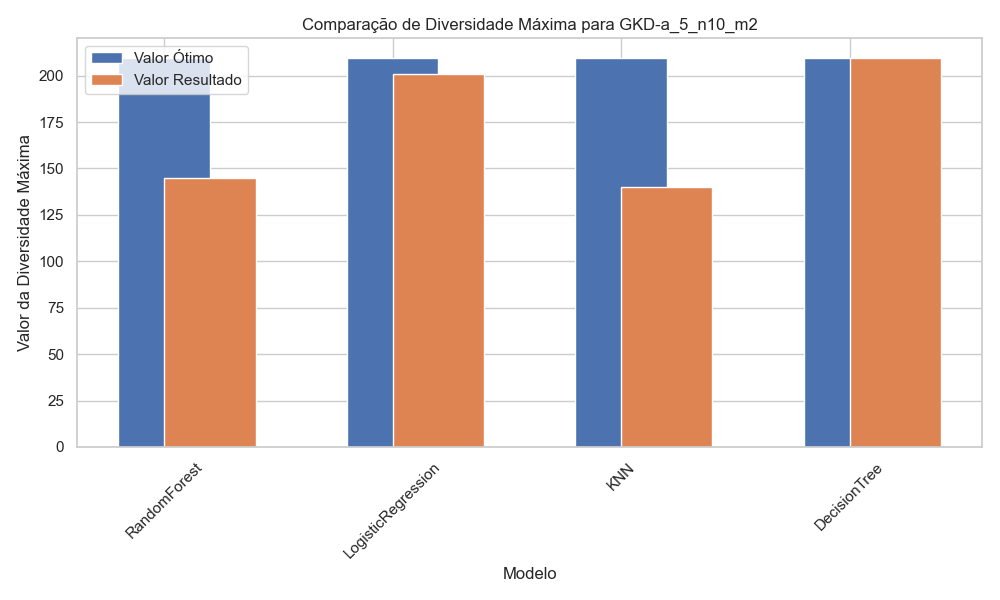 Comparação de Diversidade Máxima para GKD-a_5_n10_m2
Valor Ótimo
Valor Resultado
Valor da Diversidade Máxima
200
175
150
125
100
75
50
25
0
RandomForest
LogisticRegression
KNN
DecisionTree
Modelo